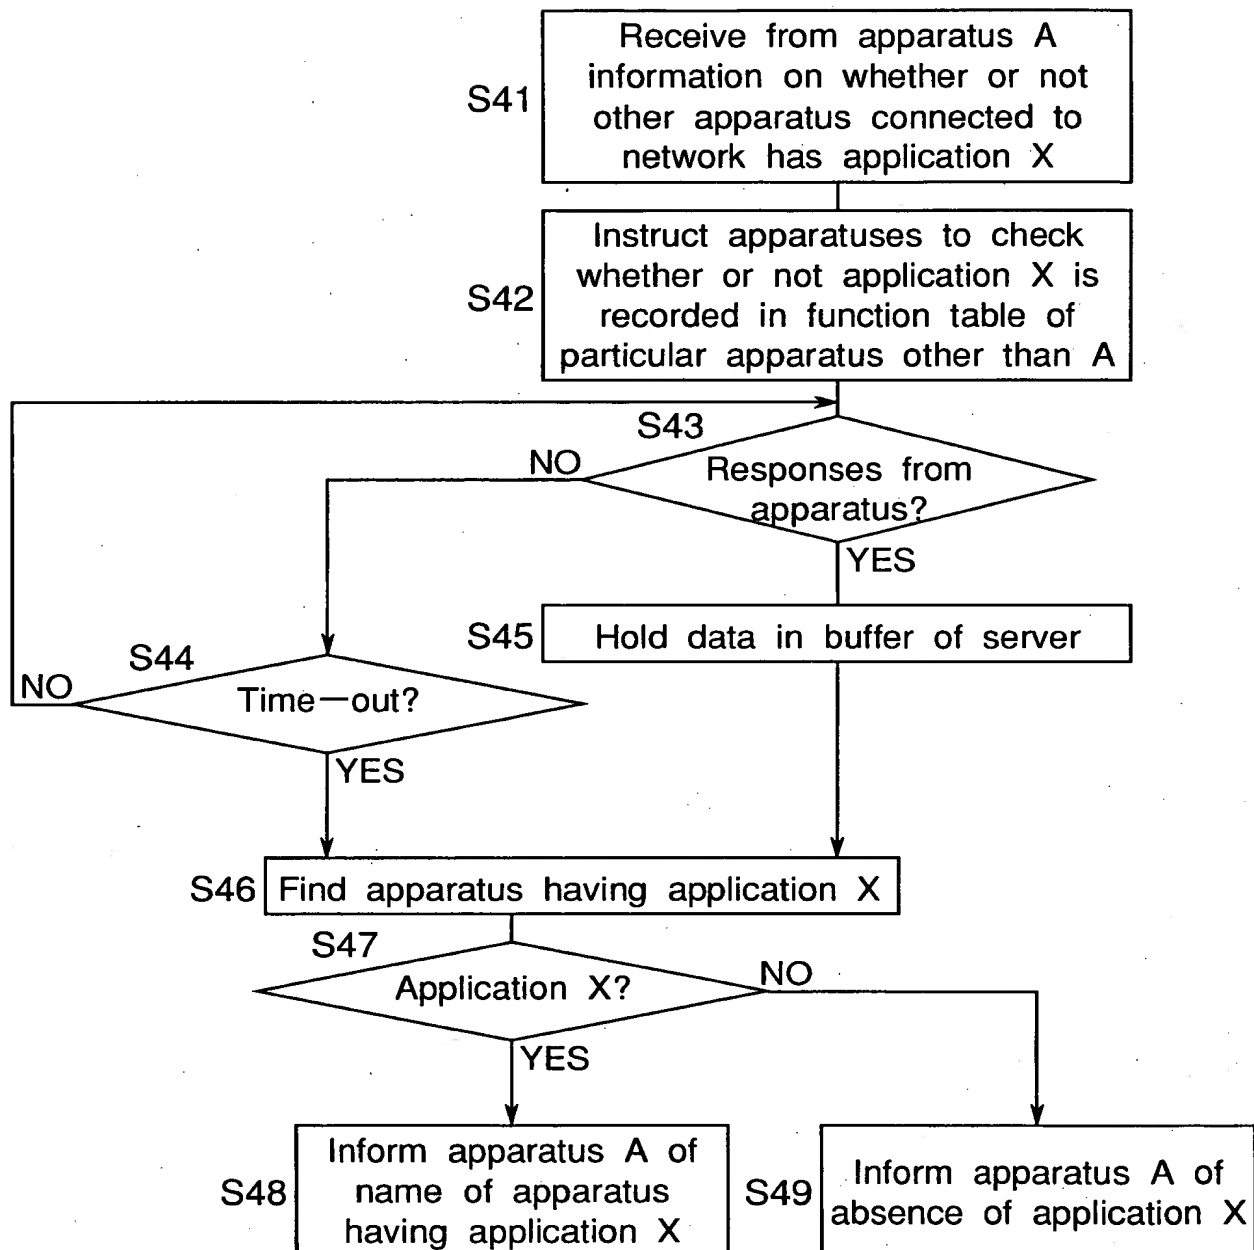 Receive from apparatus A
information on whether or not
S41
other apparatus connected to
network has application X
Instruct apparatuses to check
whether or not application X is
S42
recorded in function table of
particular apparatus other than A
S43
NO
Responses from
apparatus?
YES
S45
Hold data in buffer of server
S44
NO
Time—out?
YES
S46
Find apparatus having application X
S47
NO
Application X?
YES
Inform apparatus A of
S48
name of apparatus
having application X
S49
Inform apparatus A of
absence of application X